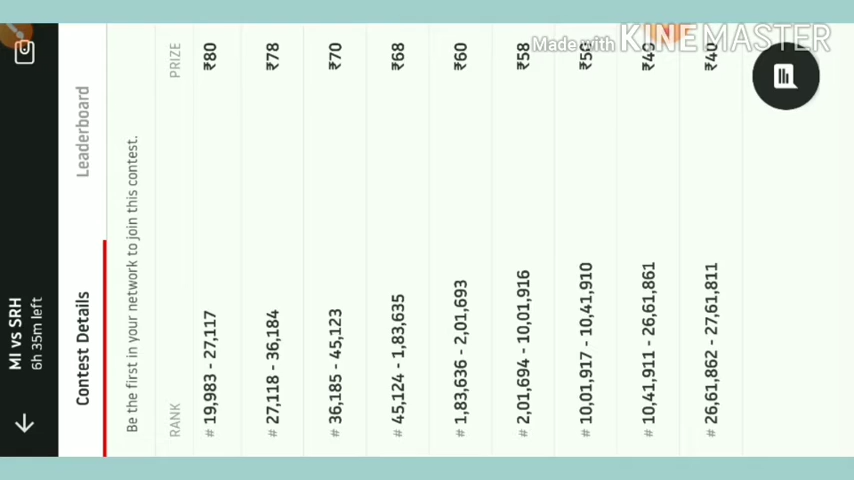 MI vs SRH
6h 35m left
Contest Details
Leaderboard
Be the first in your network to join this contest.
RANK PRIZE
# 19,983 - 27,117 ₹80
# 27,118 - 36,184 ₹78
# 36,185 - 45,123 ₹70
# 45,124 - 1,83,635 ₹68
# 1,83,636 - 2,01,693 ₹60
# 2,01,694 - 10,01,916 ₹58
# 10,01,917 - 10,41,910
# 10,41,911 - 26,61,861
# 26,61,862 - 27,61,811 ₹40
Made with KINEMASTER